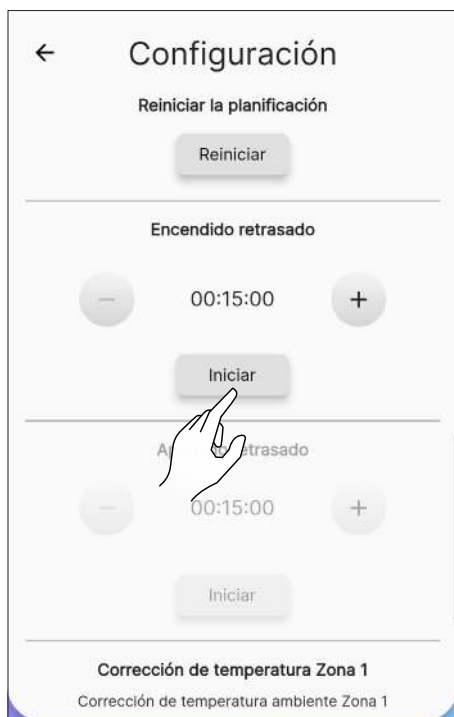 Configuración
Reiniciar la planificación
Reiniciar
Encendido retrasado
00:15:00
Iniciar
retrasado
00:15:00
Iniciar
Corrección de temperatura Zona 1
Corrección de temperatura ambiente Zona 1